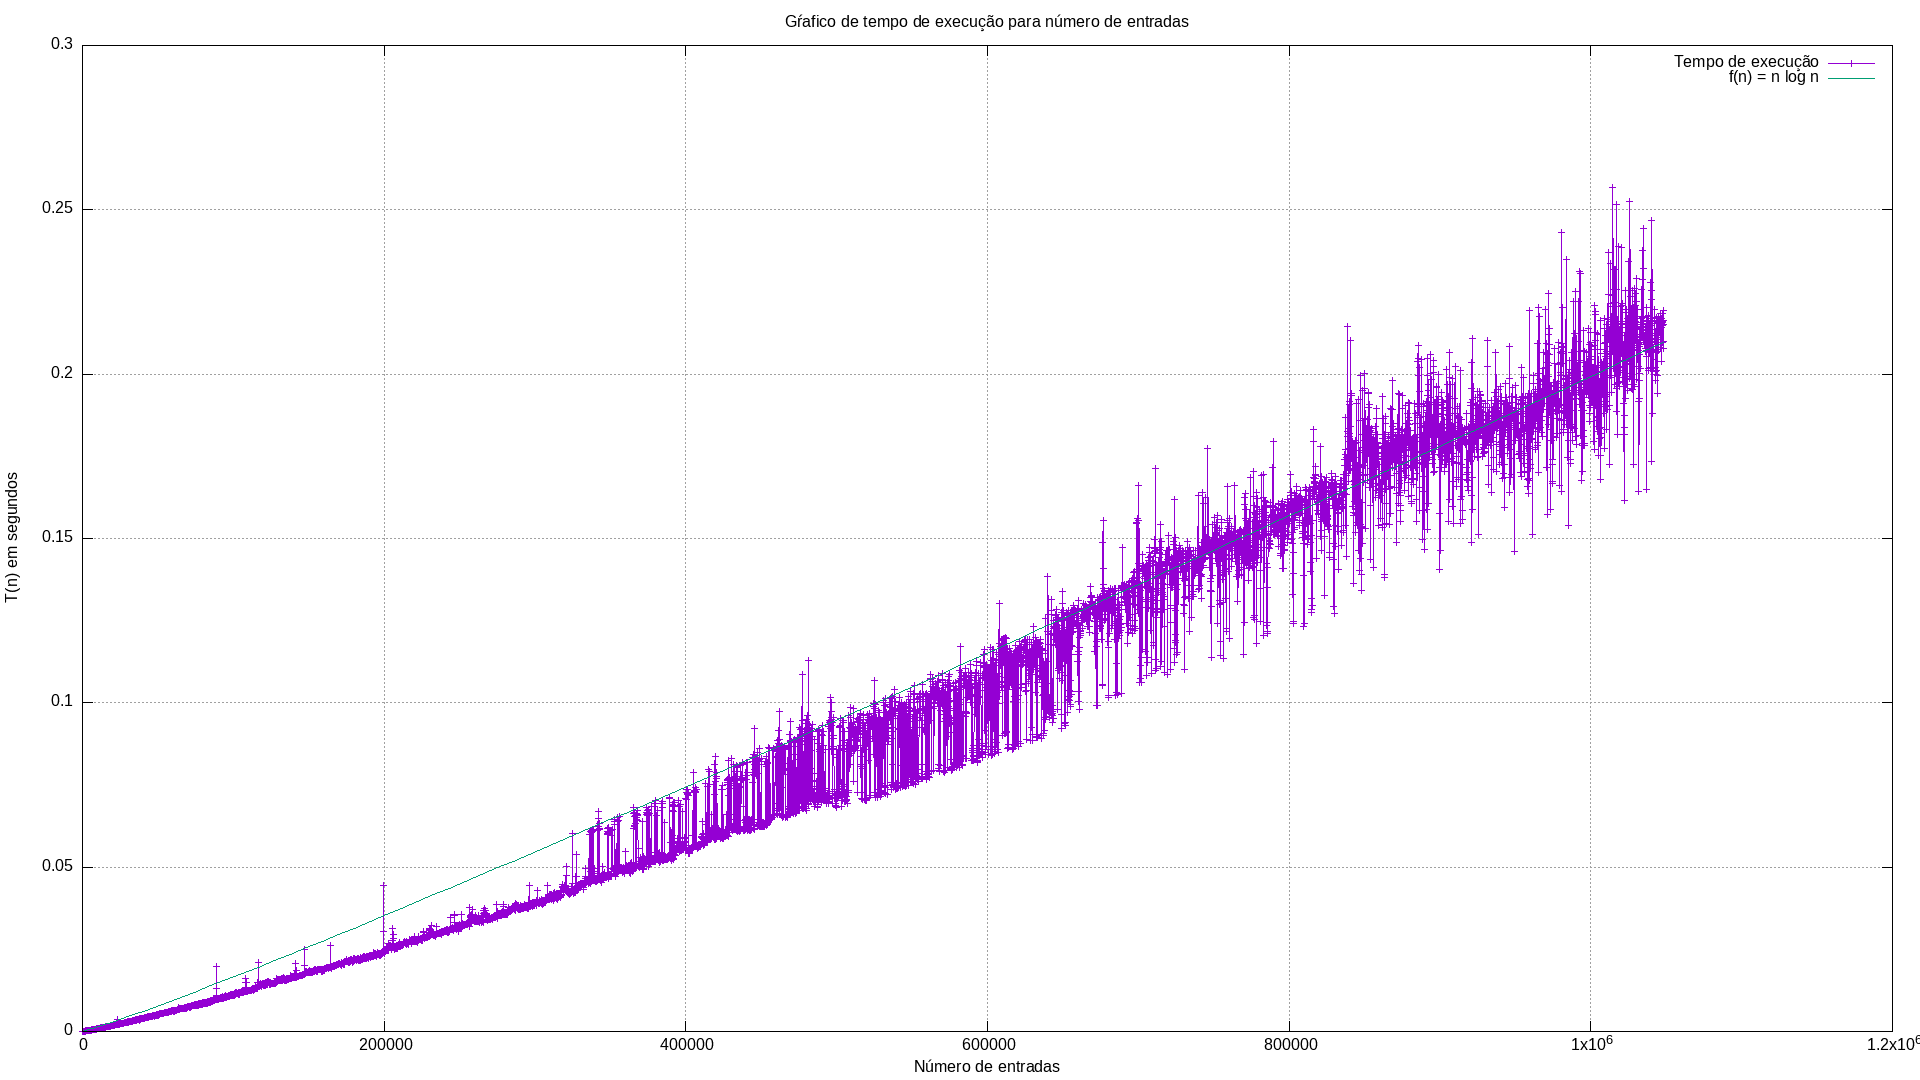 Gŕafico de tempo de execução para número de entradas
Tempo de execução
f(n) = n log n
T(n) em segundos
0.3
0.25
0.2
0.15
0.1
0.05
0
0 200000 400000 600000 800000 1x10⁶ 1.2x10⁶
Número de entradas